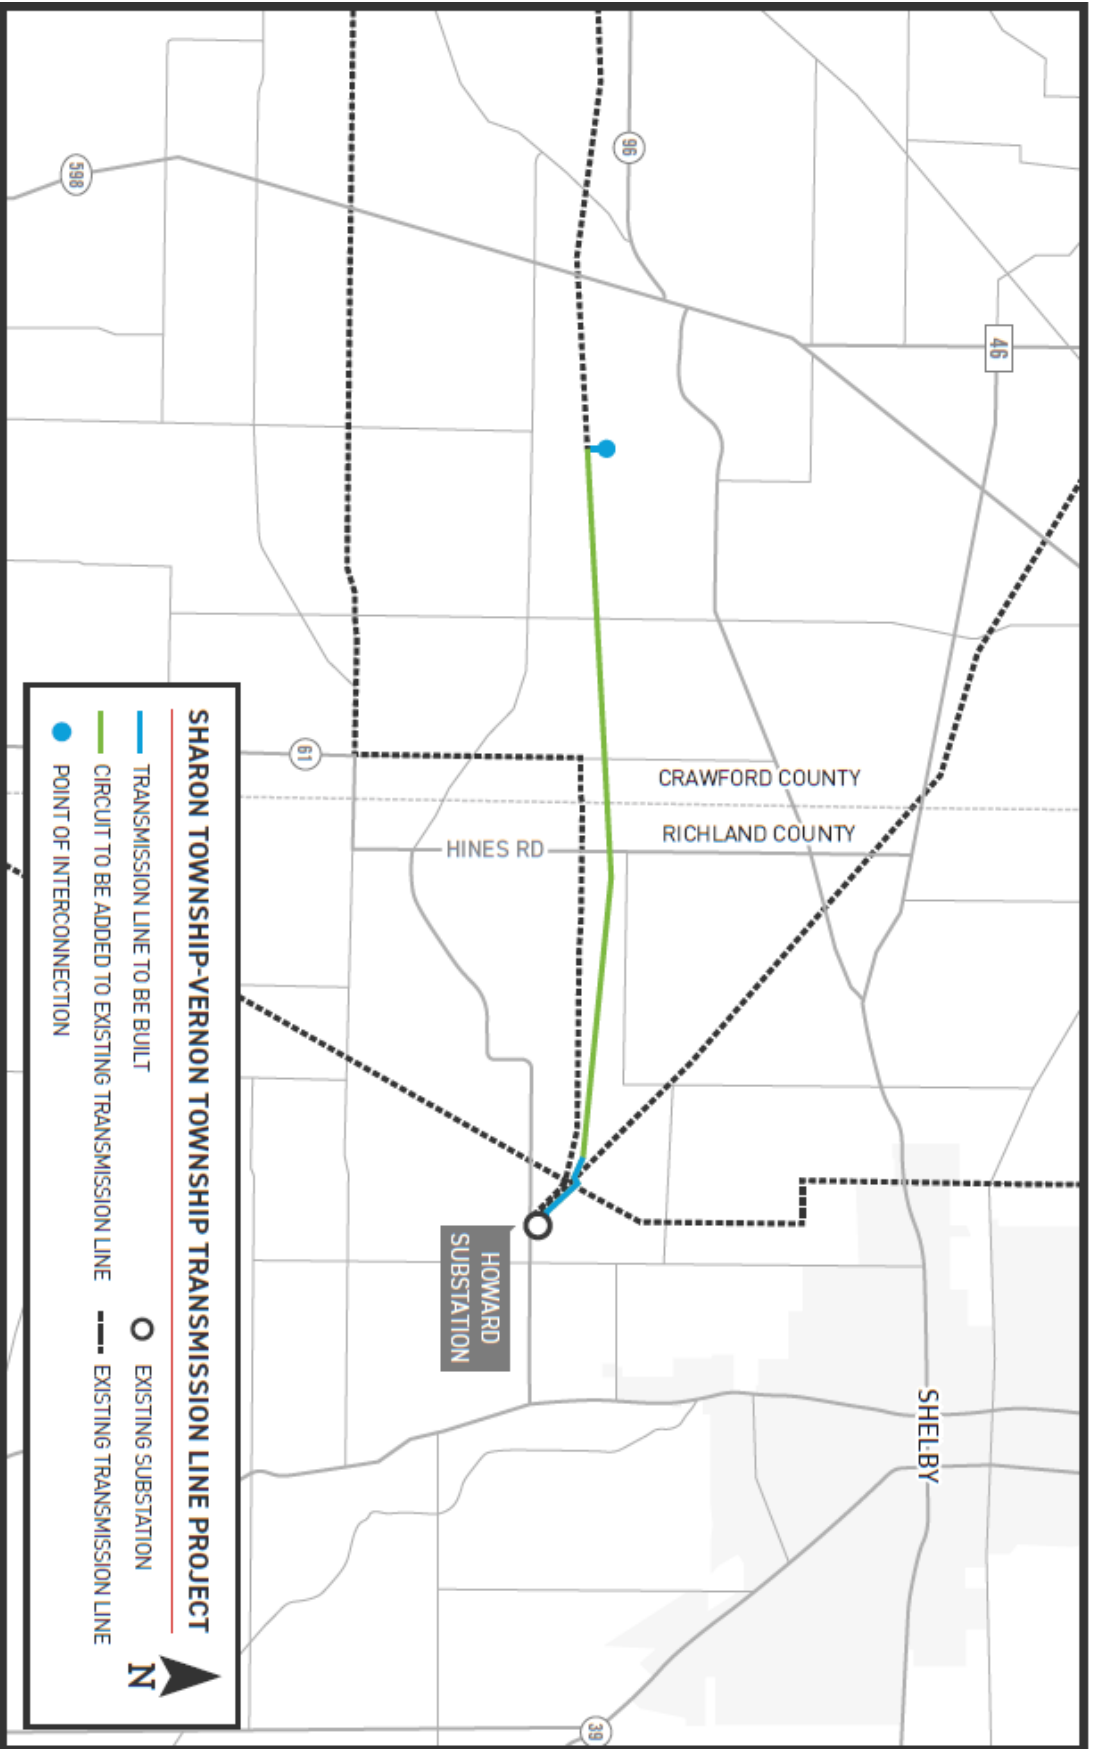 96
598
46
CRAWFORD COUNTY
RICHLAND COUNTY
HINES RD
61
HOWARD
SUBSTATION
SHELBY
39
SHARON TOWNSHIP-VERNON TOWNSHIP TRANSMISSION LINE PROJECT
TRANSMISSION LINE TO BE BUILT
CIRCUIT TO BE ADDED TO EXISTING TRANSMISSION LINE
POINT OF INTERCONNECTION
EXISTING SUBSTATION
EXISTING TRANSMISSION LINE
N